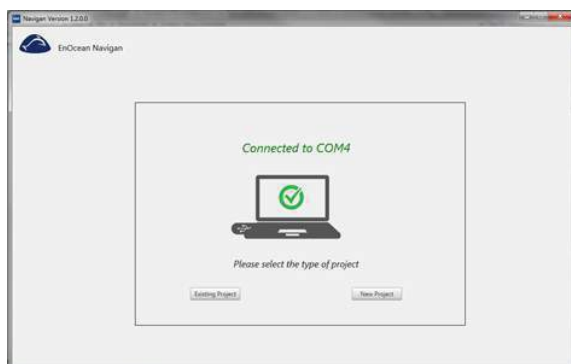 Navigan Version 1.2.0.0
EnOcean Navigan
Connected to COM4
Please select the type of project
Existing Project
New Project